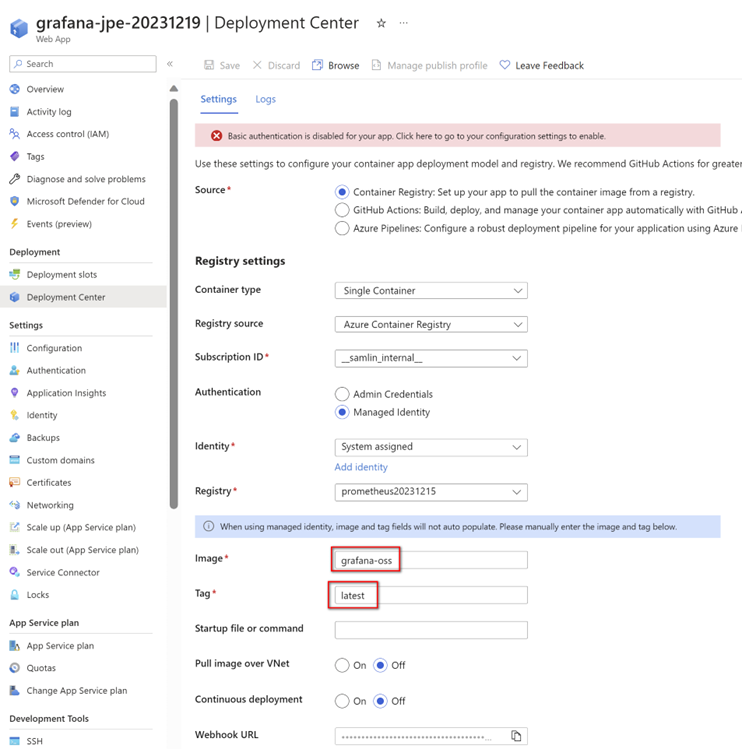 grafana-jpe-20231219 | Deployment Center ☆ ···
Web App
Search «
Save Discard Browse Manage publish profile Leave Feedback
Overview
Activity log
Access control (IAM)
Tags
Diagnose and solve problems
Microsoft Defender for Cloud
Events (preview)
Deployment
Deployment slots
Deployment Center
Settings
Configuration
Authentication
Application Insights
Identity
Backups
Custom domains
Certificates
Networking
Scale up (App Service plan)
Scale out (App Service plan)
Service Connector
Locks
App Service plan
App Service plan
Quotas
Change App Service plan
Development Tools
SSH
Settings Logs
Basic authentication is disabled for your app. Click here to go to your configuration settings to enable.
Use these settings to configure your container app deployment model and registry. We recommend GitHub Actions for greater
Source* Container Registry: Set up your app to pull the container image from a registry.
GitHub Actions: Build, deploy, and manage your container app automatically with GitHub
Azure Pipelines: Configure a robust deployment pipeline for your application using Azure
Registry settings
Container type Single Container
Registry source Azure Container Registry
Subscription ID* __samlin_internal__
Authentication Admin Credentials
Managed Identity
Identity* System assigned
Add identity
Registry* prometheus20231215
When using managed identity, image and tag fields will not auto populate. Please manually enter the image and tag below.
Image* grafana-oss
Tag* latest
Startup file or command
Pull image over VNet On Off
Continuous deployment On Off
Webhook URL